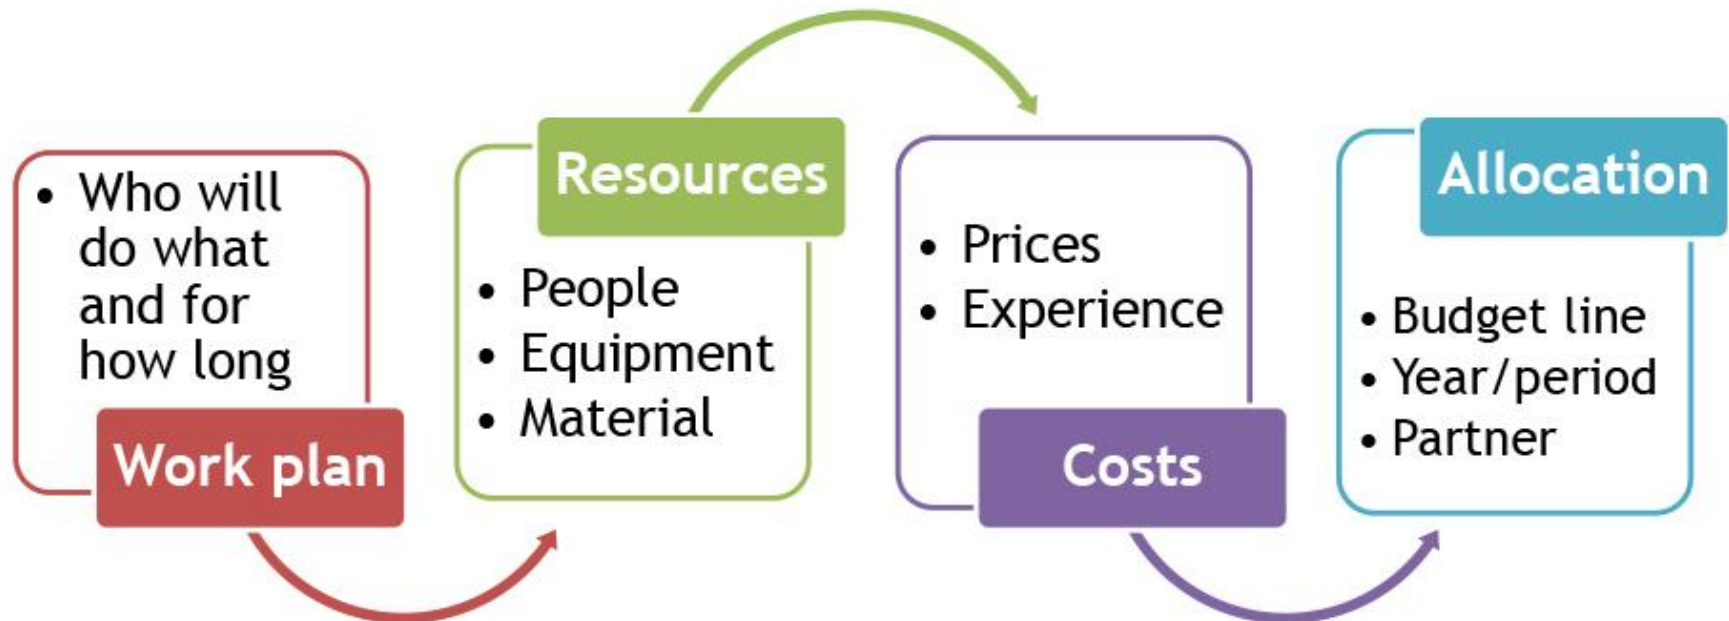 • Who will
do what
and for
how long
Work plan
Resources
• People
• Equipment
• Material
• Prices
• Experience
Costs
Allocation
• Budget line
• Year/period
• Partner